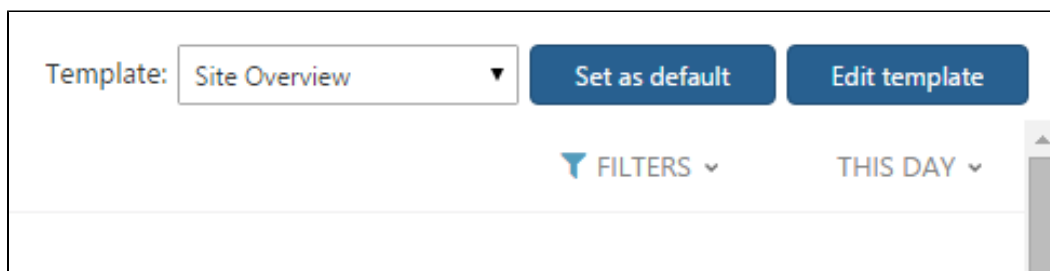 Template: Site Overview Set as default Edit template
FILTERS THIS DAY